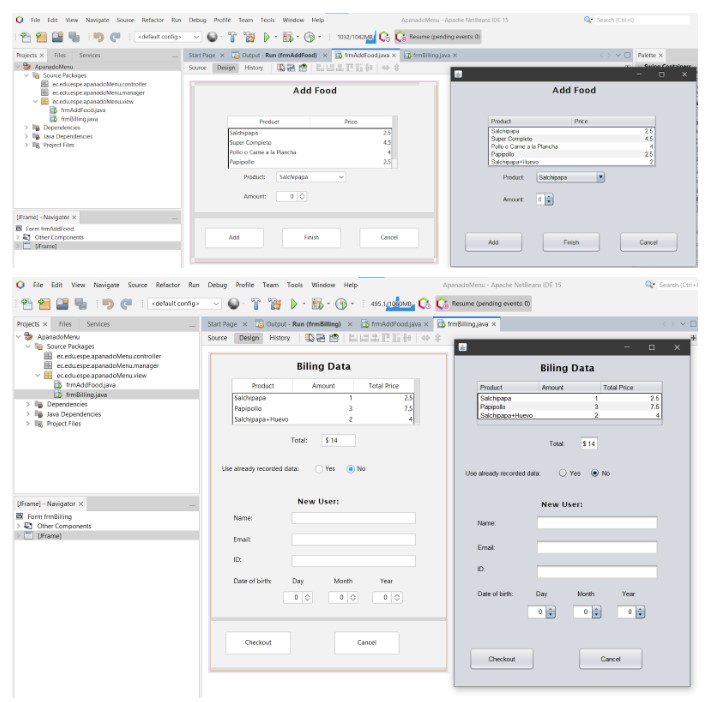 File Edit View Navigate Source Refactor Run Debug Profile Team Tools Window Help ApanadoMenu - Apache NetBeans IDE 15 Search (Ctrl+I)
<default config> 1032/1042MB Resume (pending events: 0)
Projects × Files Services
Start Page × Output - Run (frmAddFood) × frmAddFood.java × frmBilling.java × Palette ×
Source Design History
ApanadoMenu
Source Packages
ec.edu.espe.apanadoMenu.controller
ec.edu.espe.apanadoMenu.manager
ec.edu.espe.apanadoMenu.view
frmAddFood.java
frmBilling.java
Dependencies
Java Dependencies
Project Files
[JFrame] - Navigator ×
Form frmAddFood
Other Components
[JFrame]
Add Food
Product Price
Salchipapa 2.5
Super Completo 4.5
Pollo o Carne a la Plancha 4
Papipollo 2.5
Product: Salchipapa
Amount: 0
Add Finish Cancel
Add Food
Product Price
Salchipapa 2.5
Super Completo 4.5
Pollo o Carne a la Plancha 4
Papipollo 2.5
Salchipapa+Huevo 2
Product: Salchipapa
Amount: 0
Add Finish Cancel
File Edit View Navigate Source Refactor Run Debug Profile Team Tools Window Help ApanadoMenu - Apache NetBeans IDE 15 Search (Ctrl+I
<default config> 495.1/1060MB Resume (pending events: 0)
Projects × Files Services
Start Page × Output - Run (frmBilling) × frmAddFood.java × frmBilling.java ×
Source Design History
ApanadoMenu
Source Packages
ec.edu.espe.apanadoMenu.controller
ec.edu.espe.apanadoMenu.manager
ec.edu.espe.apanadoMenu.view
frmAddFood.java
frmBilling.java
Dependencies
Java Dependencies
Project Files
[JFrame] - Navigator ×
Form frmBilling
Other Components
[JFrame]
Biling Data
Product Amount Total Price
Salchipapa 1 2.5
Papipollo 3 7.5
Salchipapa+Huevo 2 4
Total: $ 14
Use already recorded data: Yes No
New User:
Name:
Email:
ID:
Date of birth: Day Month Year
0 0 0
Checkout Cancel
Biling Data
Product Amount Total Price
Salchipapa 1 2.5
Papipollo 3 7.5
Salchipapa+Huevo 2 4
Total: $ 14
Use already recorded data: Yes No
New User:
Name:
Email:
ID:
Date of birth: Day Month Year
0 0 0
Checkout Cancel